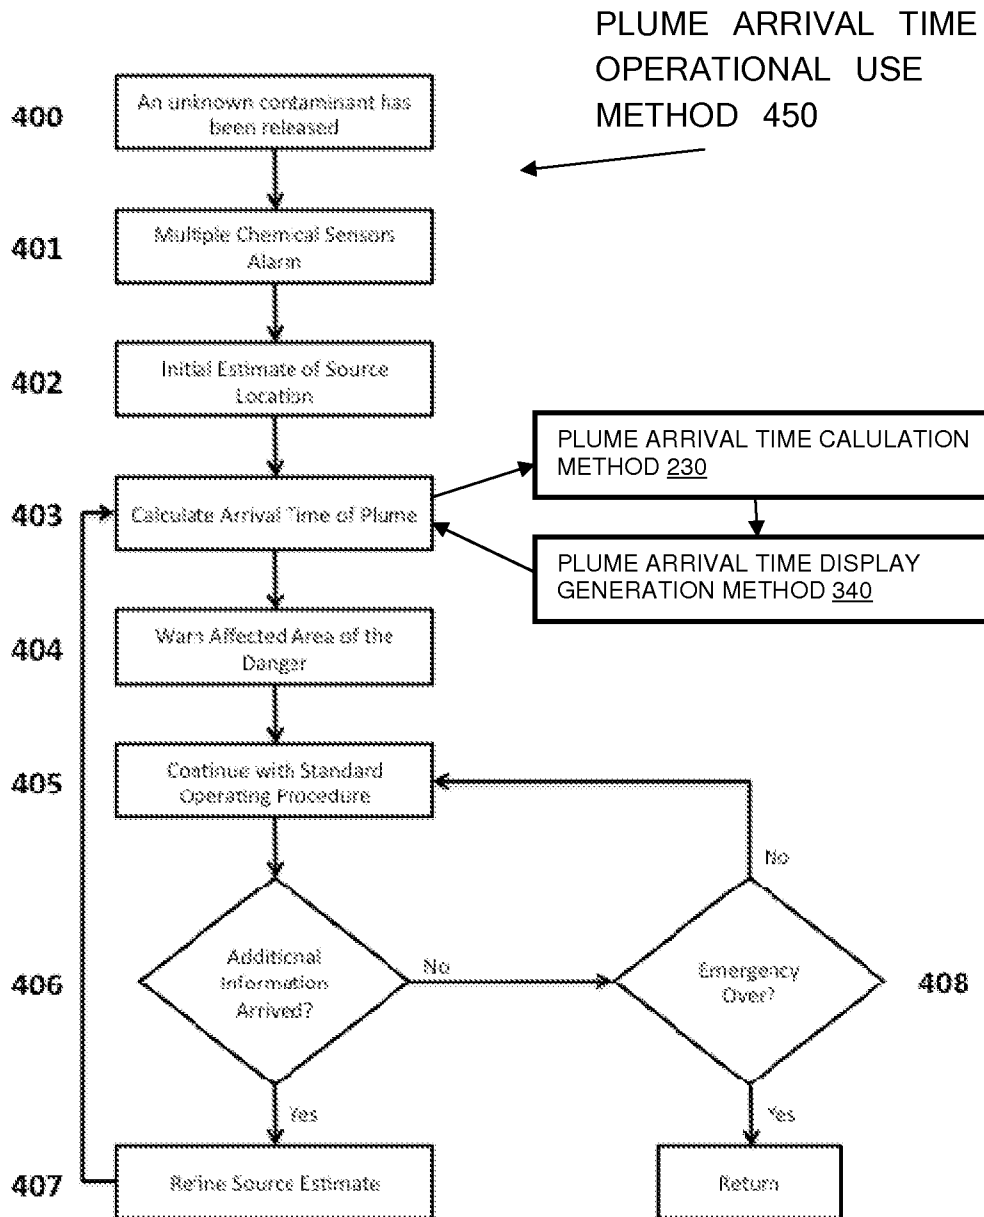 PLUME ARRIVAL TIME
OPERATIONAL USE
METHOD 450
400
An unknown contaminant has
been released
401
Multiple Chemical Sensors
Alarm
402
Initial Estimate of Source
Location
PLUME ARRIVAL TIME CALULATION
METHOD 230
403
Calculate Arrival Time of Plume
PLUME ARRIVAL TIME DISPLAY
GENERATION METHOD 340
404
Warn Affected Area of the
Danger
405
Continue with Standard
Operating Procedure
No
406
Additional
Information
Arrived?
No
Emergency
Over?
408
Yes
Yes
407
Refine Source Estimate
Return